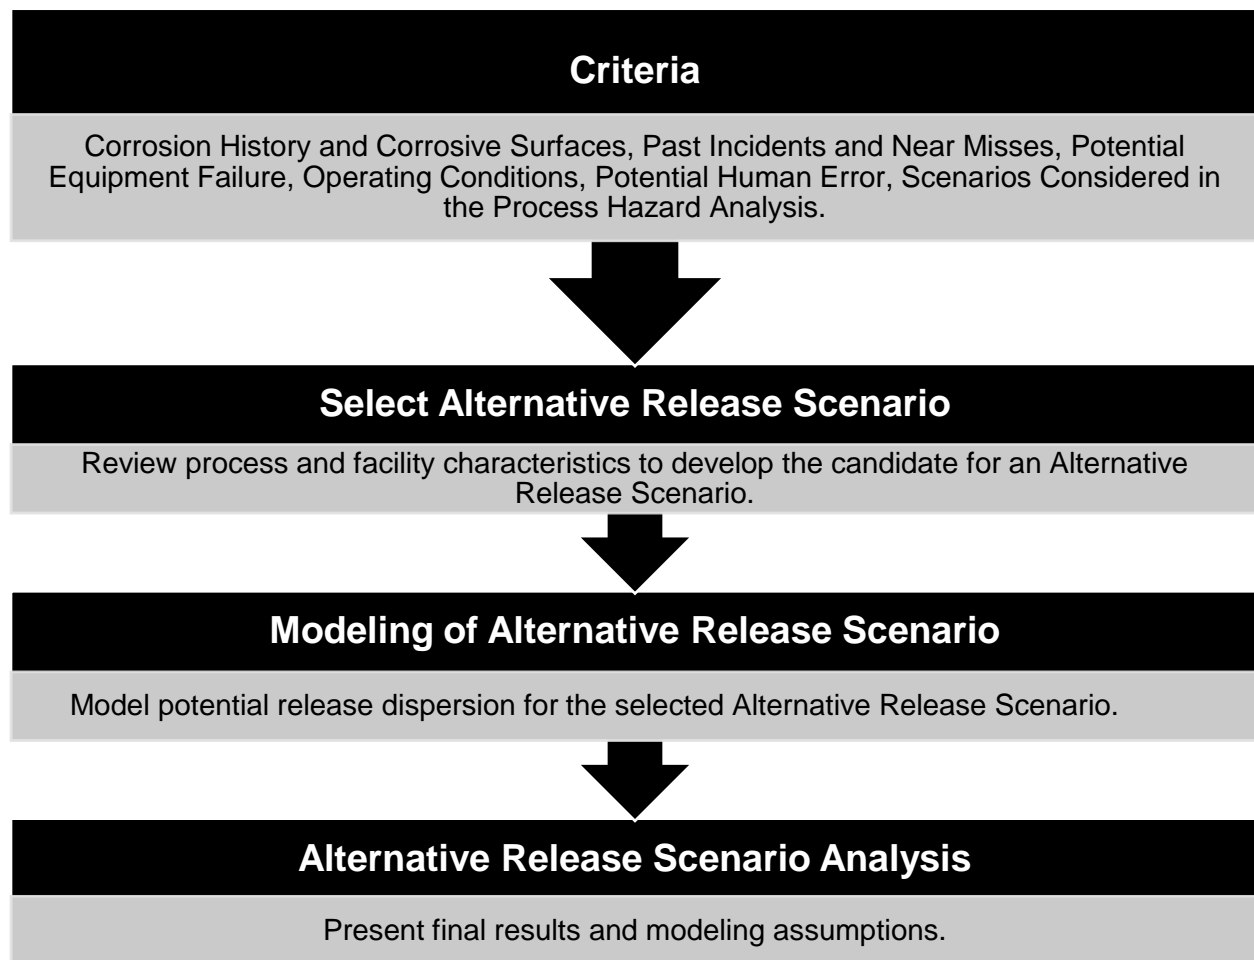 Criteria
Corrosion History and Corrosive Surfaces, Past Incidents and Near Misses, Potential
Equipment Failure, Operating Conditions, Potential Human Error, Scenarios Considered in
the Process Hazard Analysis.
Select Alternative Release Scenario
Review process and facility characteristics to develop the candidate for an Alternative
Release Scenario.
Modeling of Alternative Release Scenario
Model potential release dispersion for the selected Alternative Release Scenario.
Alternative Release Scenario Analysis
Present final results and modeling assumptions.